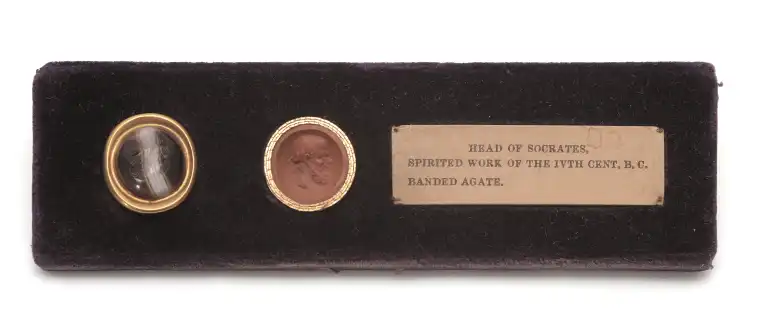 HEAD OF SOCRATES,
SPIRITED WORK OF THE IVTH CENT. B. C.
BANDED AGATE.